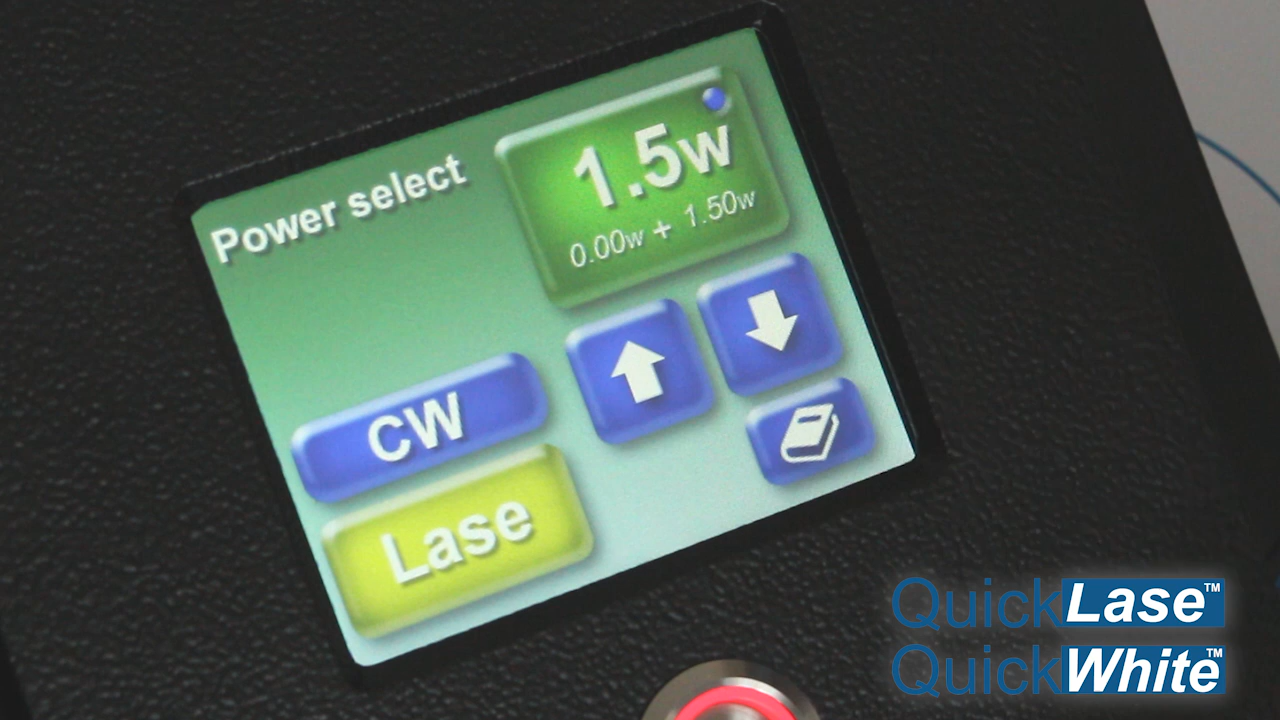 Power select
1.5w
0.00w + 1.50w
CW
Lase
QuickLase™
QuickWhite™